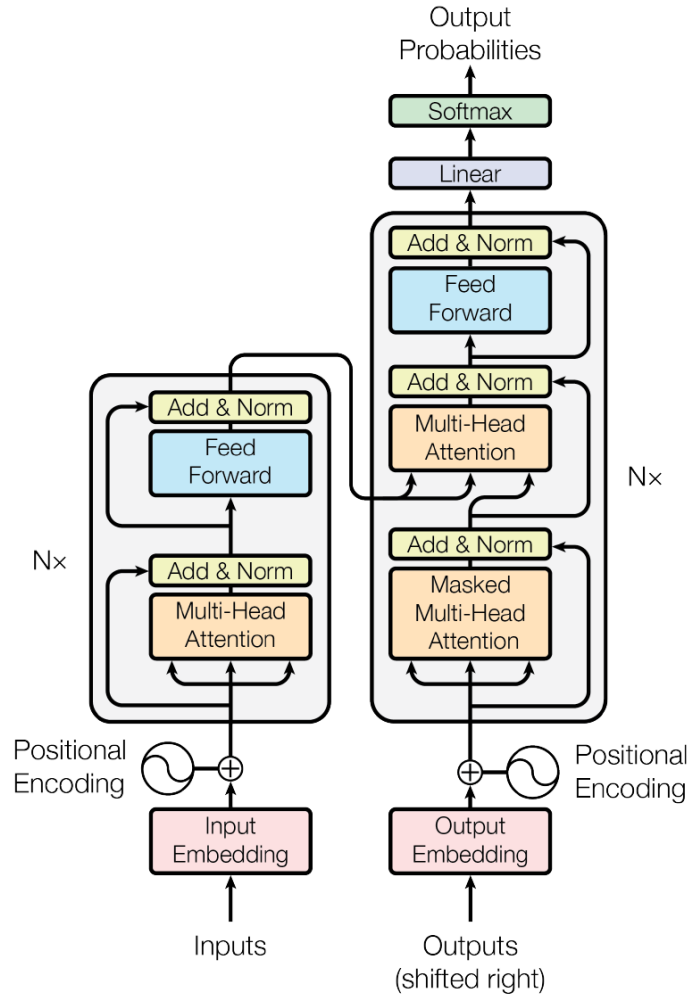 Output
Probabilities
Softmax
Linear
Add & Norm
Feed
Forward
Add & Norm
Multi-Head
Attention
Add & Norm
Masked
Multi-Head
Attention
N×
Add & Norm
Feed
Forward
Add & Norm
Multi-Head
Attention
N×
Positional
Encoding
Input
Embedding
Inputs
Positional
Encoding
Output
Embedding
Outputs
(shifted right)